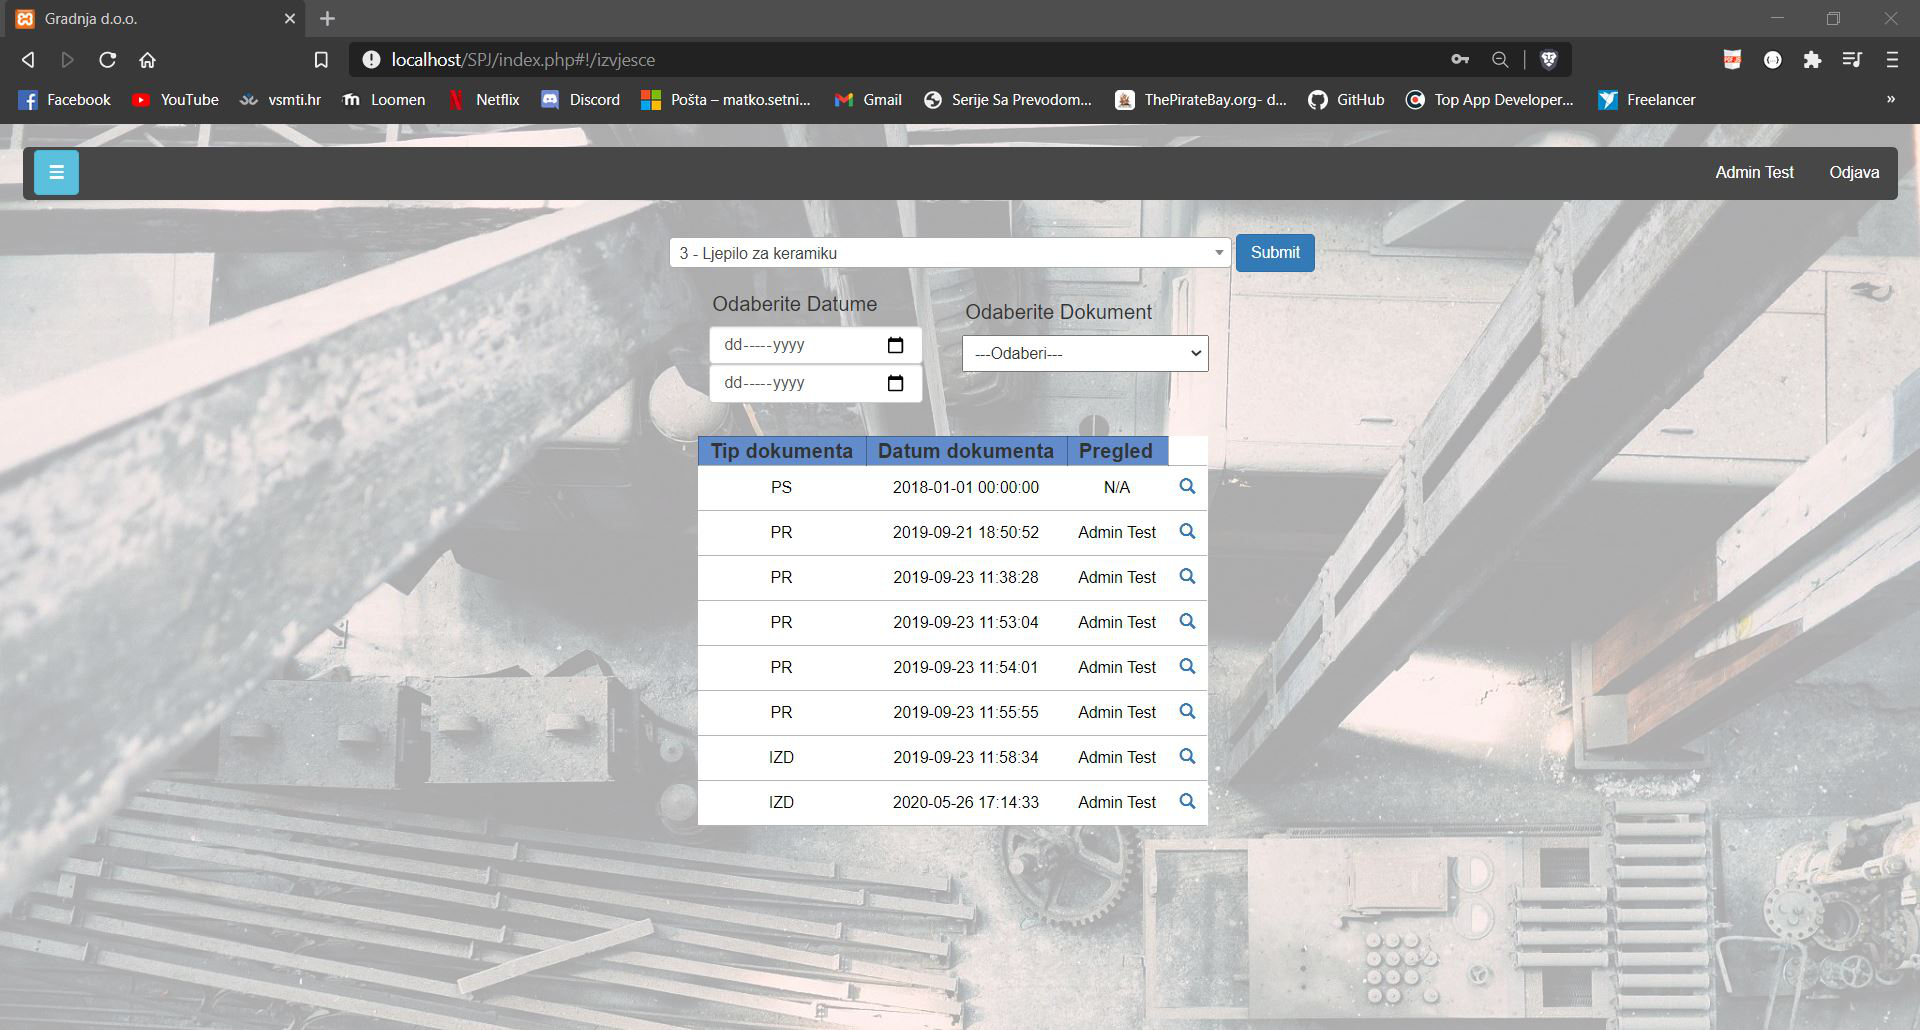 Gradnja d.o.o.
localhost/SPJ/index.php#!/izvjesce
Facebook YouTube vsmti.hr Loomen Netflix Discord Pošta – matko.setni... Gmail Serije Sa Prevodom... ThePirateBay.org- d... GitHub Top App Developer... Freelancer »
Admin Test Odjava
3 - Ljepilo za keramiku Submit
Odaberite Datume
Odaberite Dokument
dd-----yyyy
---Odaberi---
dd-----yyyy
Tip dokumenta Datum dokumenta Pregled
PS 2018-01-01 00:00:00 N/A
PR 2019-09-21 18:50:52 Admin Test
PR 2019-09-23 11:38:28 Admin Test
PR 2019-09-23 11:53:04 Admin Test
PR 2019-09-23 11:54:01 Admin Test
PR 2019-09-23 11:55:55 Admin Test
IZD 2019-09-23 11:58:34 Admin Test
IZD 2020-05-26 17:14:33 Admin Test